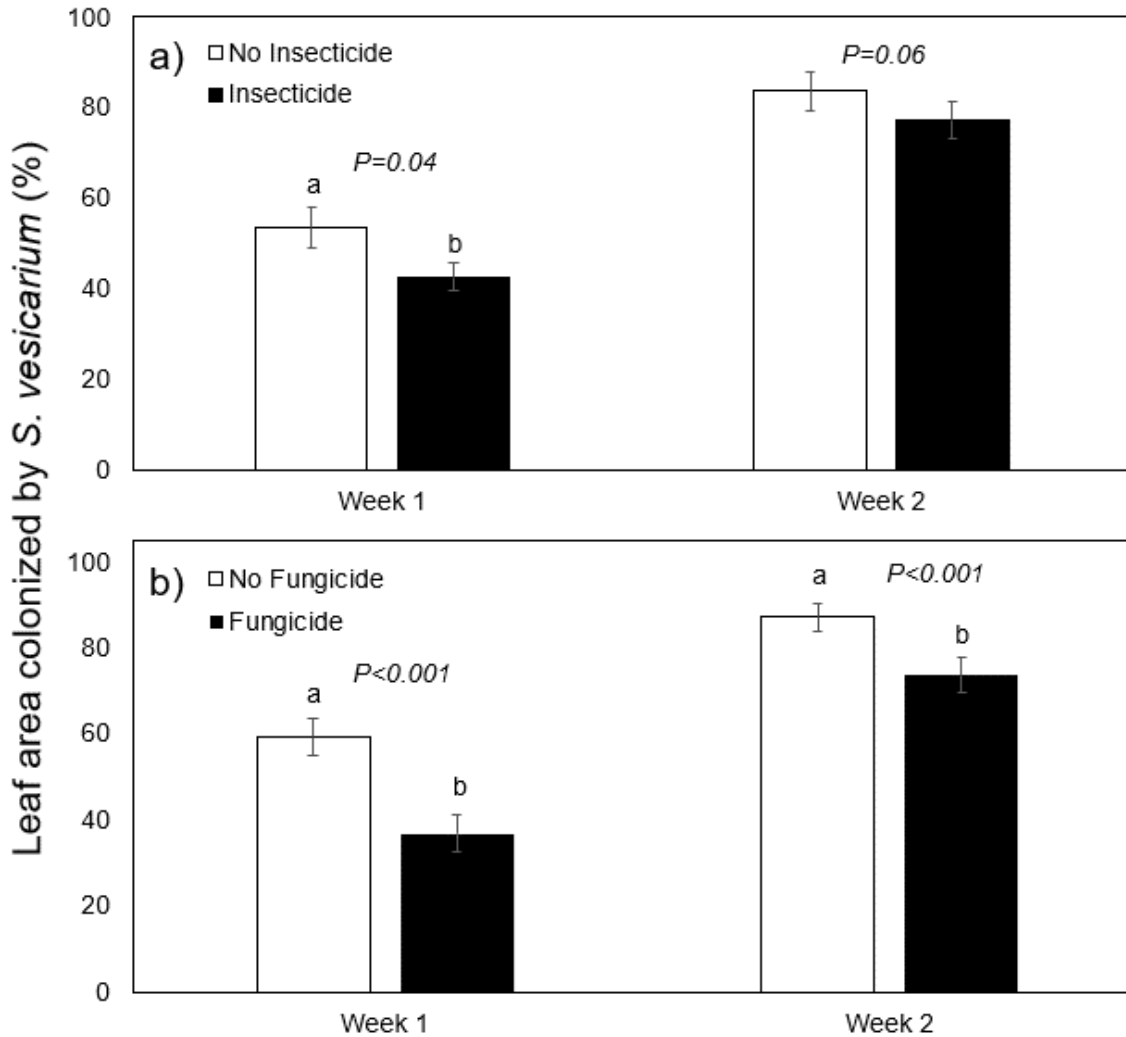 Leaf area colonized by S. vesicarium (%)
100
80
60
40
20
0
a)
No Insecticide
Insecticide
P=0.04
a
b
P=0.06
Week 1
Week 2
100
80
60
40
20
0
b)
No Fungicide
Fungicide
P<0.001
a
b
P<0.001
a
b
Week 1
Week 2